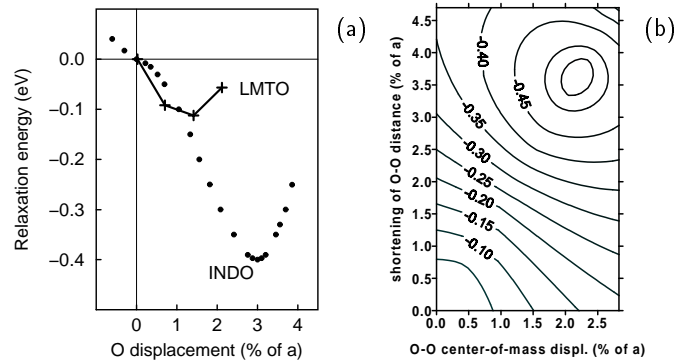 (a)
Relaxation energy (eV)
0.0
−0.1
−0.2
−0.3
−0.4
LMTO
INDO
0 1 2 3 4
O displacement (% of a)
(b)
shortening of O-O distance (% of a)
4.5
4.0
3.5
3.0
2.5
2.0
1.5
1.0
0.5
0.0
-0.40
-0.45
-0.35
-0.30
-0.25
-0.20
-0.15
-0.10
0.0 0.5 1.0 1.5 2.0 2.5
O-O center-of-mass displ. (% of a)